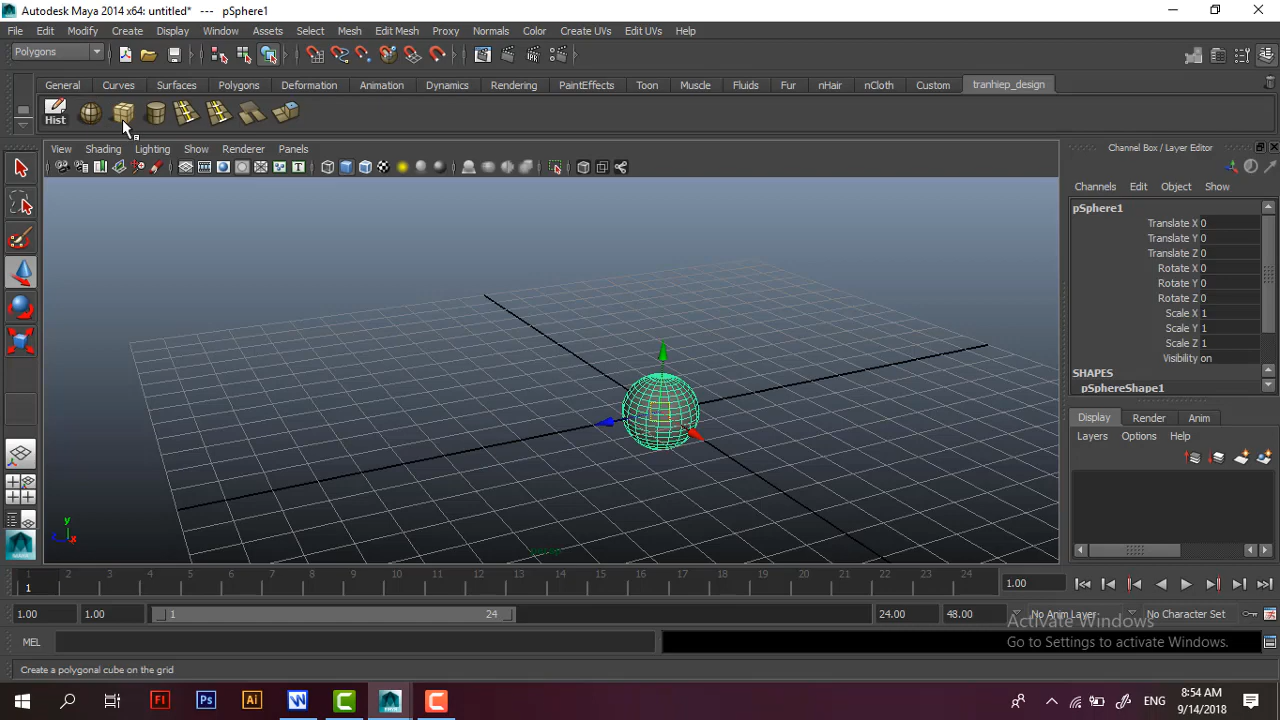 Autodesk Maya 2014 x64: untitled*   ---   pSphere1
File Edit Modify Create Display Window Assets Select Mesh Edit Mesh Proxy Normals Color Create UVs Edit UVs Help
Polygons
General Curves Surfaces Polygons Deformation Animation Dynamics Rendering PaintEffects Toon Muscle Fluids Fur nHair nCloth Custom tranhiep_design
Hist
View Shading Lighting Show Renderer Panels
Channel Box / Layer Editor
Channels Edit Object Show
pSphere1
Translate X 0
Translate Y 0
Translate Z 0
Rotate X 0
Rotate Y 0
Rotate Z 0
Scale X 1
Scale Y 1
Scale Z 1
Visibility on
SHAPES
pSphereShape1
Display Render Anim
Layers Options Help
y
z x
persp
1 2 3 4 5 6 7 8 9 10 11 12 13 14 15 16 17 18 19 20 21 22 23 24
1
1.00
1.00 1.00 1 24 24.00 48.00 No Anim Layer No Character Set
Activate Windows
Go to Settings to activate Windows.
MEL
Create a polygonal cube on the grid
Fl Ps Ai W
ENG
8:54 AM
9/14/2018